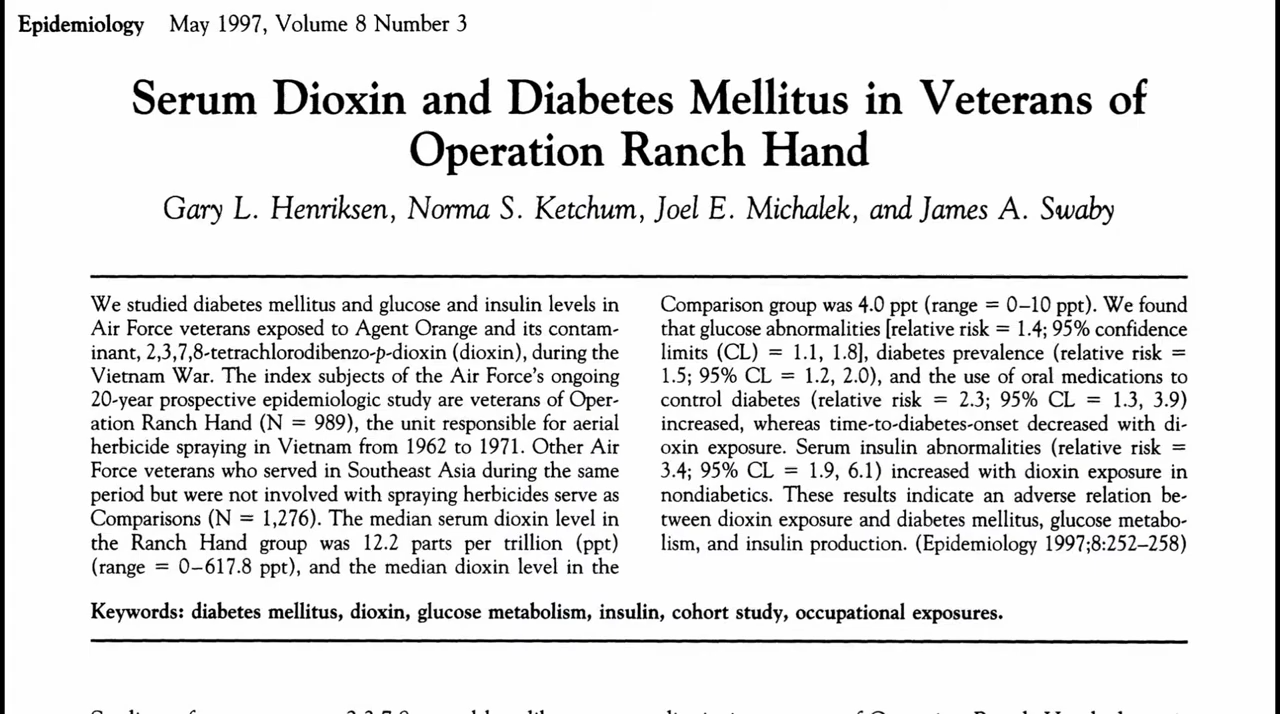 Epidemiology May 1997, Volume 8 Number 3
Serum Dioxin and Diabetes Mellitus in Veterans of
Operation Ranch Hand
Gary L. Henriksen, Norma S. Ketchum, Joel E. Michalek, and James A. Swaby
We studied diabetes mellitus and glucose and insulin levels in
Air Force veterans exposed to Agent Orange and its contam-
inant, 2,3,7,8-tetrachlorodibenzo-p-dioxin (dioxin), during the
Vietnam War. The index subjects of the Air Force's ongoing
20-year prospective epidemiologic study are veterans of Oper-
ation Ranch Hand (N = 989), the unit responsible for aerial
herbicide spraying in Vietnam from 1962 to 1971. Other Air
Force veterans who served in Southeast Asia during the same
period but were not involved with spraying herbicides serve as
Comparisons (N = 1,276). The median serum dioxin level in
the Ranch Hand group was 12.2 parts per trillion (ppt)
(range = 0–617.8 ppt), and the median dioxin level in the
Comparison group was 4.0 ppt (range = 0–10 ppt). We found
that glucose abnormalities [relative risk = 1.4; 95% confidence
limits (CL) = 1.1, 1.8], diabetes prevalence (relative risk =
1.5; 95% CL = 1.2, 2.0), and the use of oral medications to
control diabetes (relative risk = 2.3; 95% CL = 1.3, 3.9)
increased, whereas time-to-diabetes-onset decreased with di-
oxin exposure. Serum insulin abnormalities (relative risk =
3.4; 95% CL = 1.9, 6.1) increased with dioxin exposure in
nondiabetics. These results indicate an adverse relation be-
tween dioxin exposure and diabetes mellitus, glucose metabo-
lism, and insulin production. (Epidemiology 1997;8:252–258)
Keywords: diabetes mellitus, dioxin, glucose metabolism, insulin, cohort study, occupational exposures.